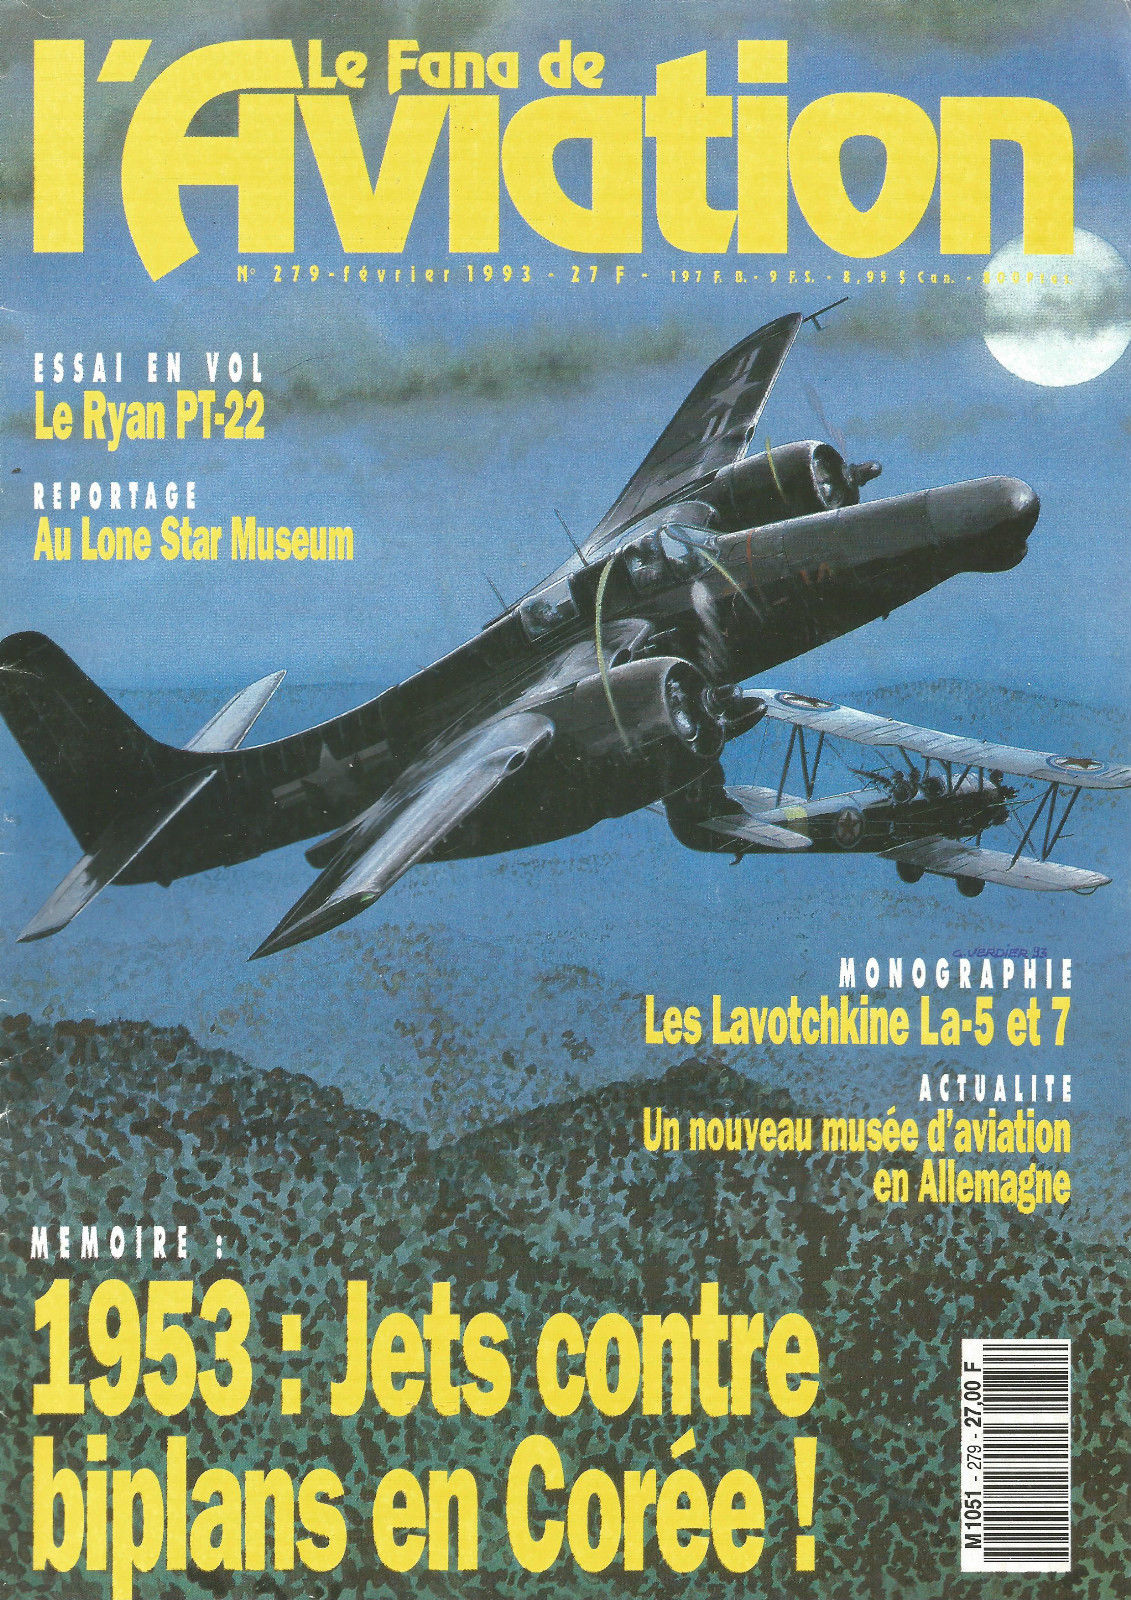 Le Fana de
l'Aviation
N° 279 - février 1993 - 27 F - 197 F. B. - 9 F.S. - 8,95 $ Can. -
ESSAI EN VOL
Le Ryan PT-22
REPORTAGE
Au Lone Star Museum
G. VERDIER 93
MONOGRAPHIE
Les Lavotchkine La-5 et 7
ACTUALITE
Un nouveau musée d'aviation
en Allemagne
MEMOIRE :
1953 : Jets contre
biplans en Corée !
M 1051 - 279 - 27,00 F